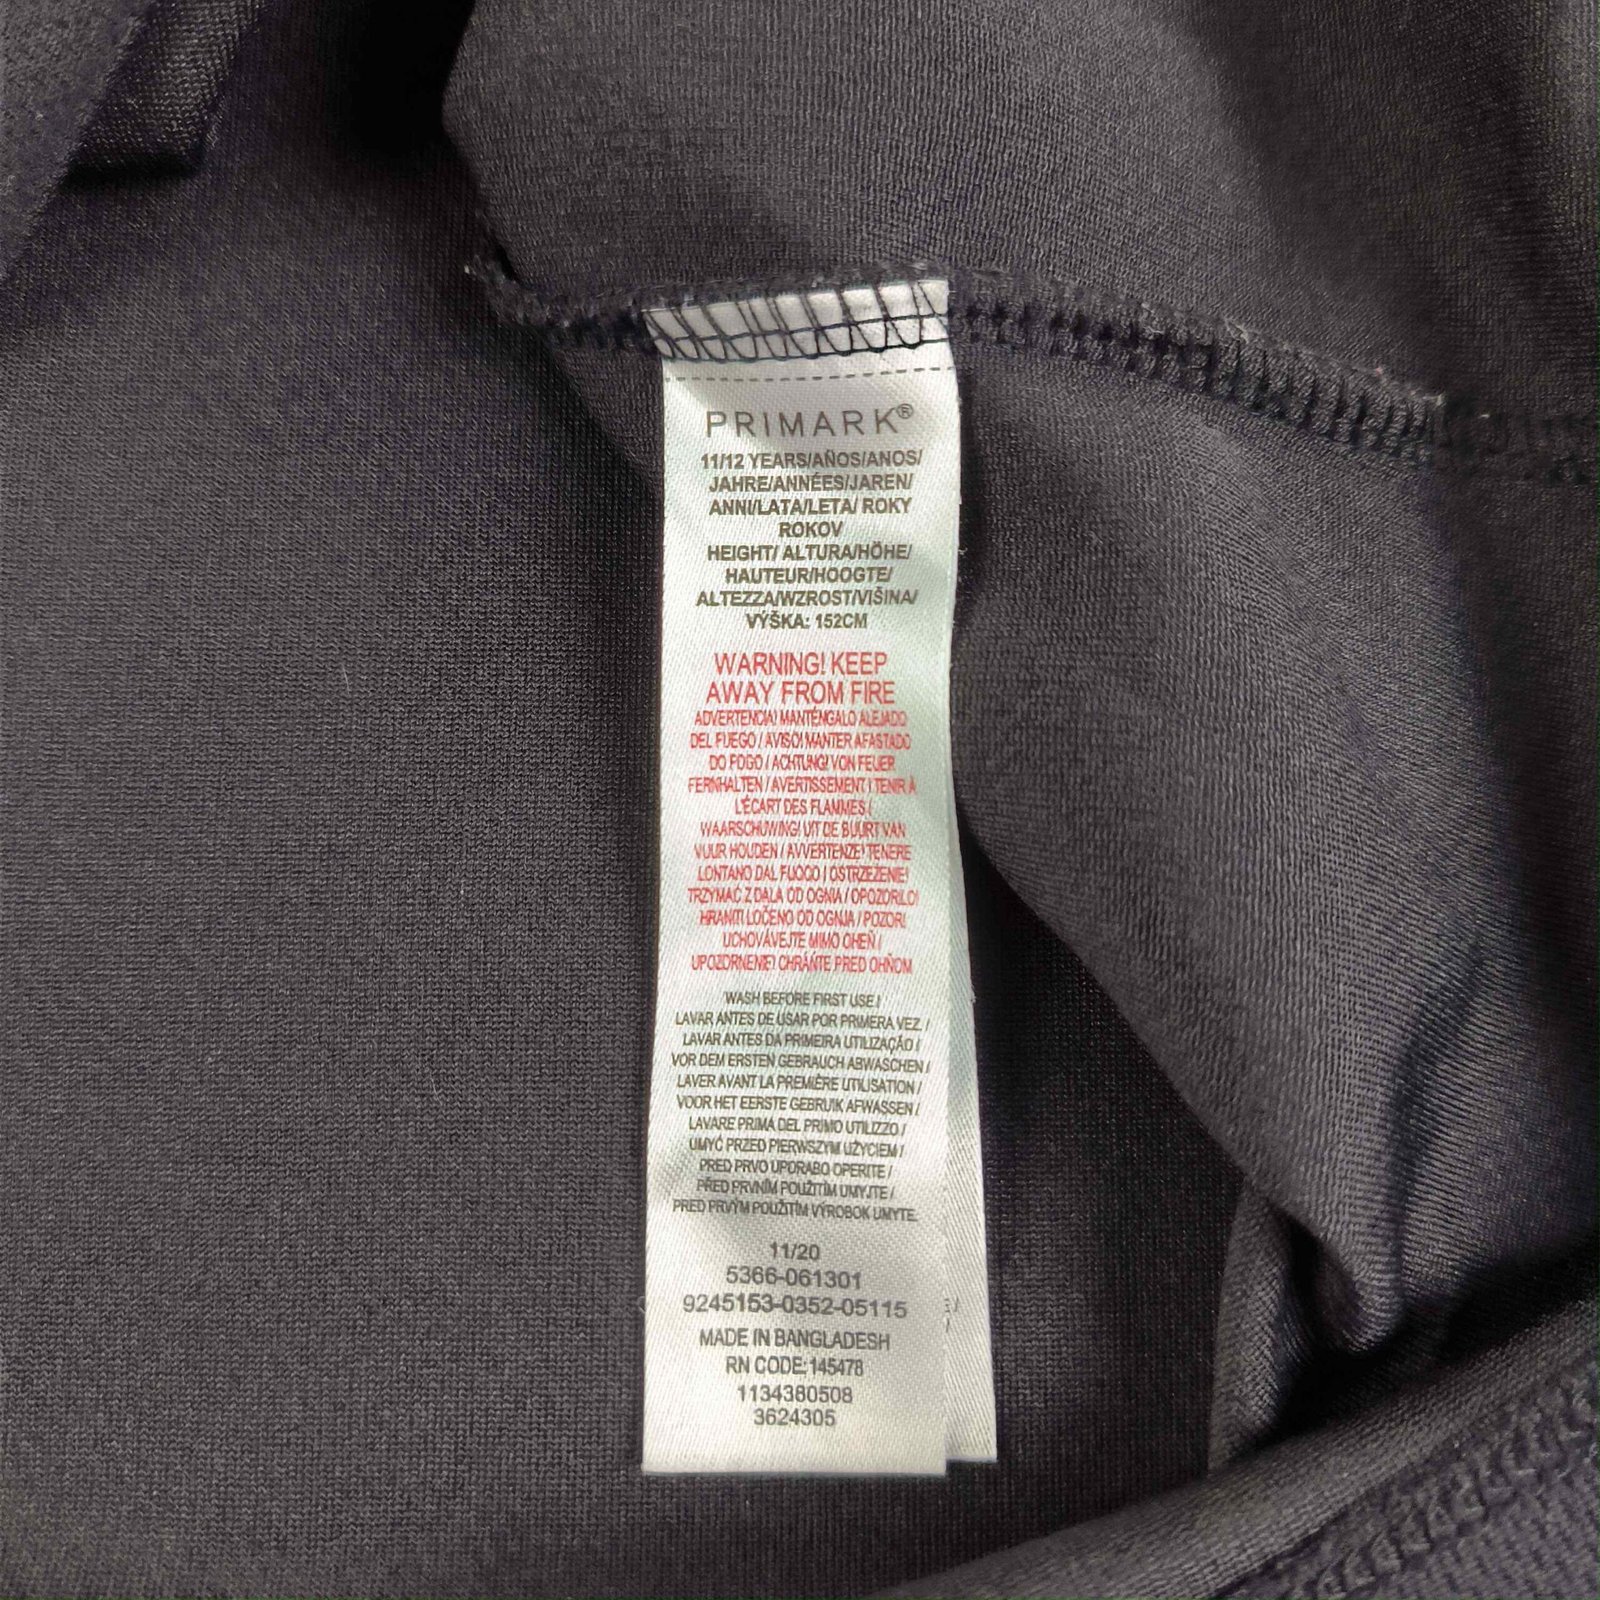 PRIMARK®
11/12 YEARS/AÑOS/ANOS/
JAHRE/ANNÉES/JAREN/
ANNI/LATA/LETA/ ROKY
ROKOV
HEIGHT/ ALTURA/HÖHE/
HAUTEUR/HOOGTE/
ALTEZZA/WZROST/VIŠINA/
VÝŠKA: 152CM
WARNING! KEEP
AWAY FROM FIRE
ADVERTENCIA! MANTÉNGALO ALEJADO
DEL FUEGO / AVISO! MANTER AFASTADO
DO FOGO / ACHTUNG! VON FEUER
FERNHALTEN / AVERTISSEMENT ! TENIR À
L'ÉCART DES FLAMMES /
WAARSCHUWING! UIT DE BUURT VAN
VUUR HOUDEN / AVVERTENZE! TENERE
LONTANO DAL FUOCO / OSTRZEŻENIE!
TRZYMAĆ Z DALA OD OGNIA / OPOZORILO!
HRANITI LOČENO OD OGNJA / POZOR!
UCHOVÁVEJTE MIMO OHEŇ /
UPOZORNENIE! CHRÁŇTE PRED OHŇOM
WASH BEFORE FIRST USE /
LAVAR ANTES DE USAR POR PRIMERA VEZ. /
LAVAR ANTES DA PRIMEIRA UTILIZAÇÃO /
VOR DEM ERSTEN GEBRAUCH ABWASCHEN /
LAVER AVANT LA PREMIÈRE UTILISATION /
VOOR HET EERSTE GEBRUIK AFWASSEN /
LAVARE PRIMA DEL PRIMO UTILIZZO /
UMYĆ PRZED PIERWSZYM UŻYCIEM /
PRED PRVO UPORABO OPERITE /
PŘED PRVNÍM POUŽITÍM UMYJTE /
PRED PRVÝM POUŽITÍM VÝROBOK UMYTE.
11/20
5366-061301
9245153-0352-05115
MADE IN BANGLADESH
RN CODE: 145478
1134380508
3624305